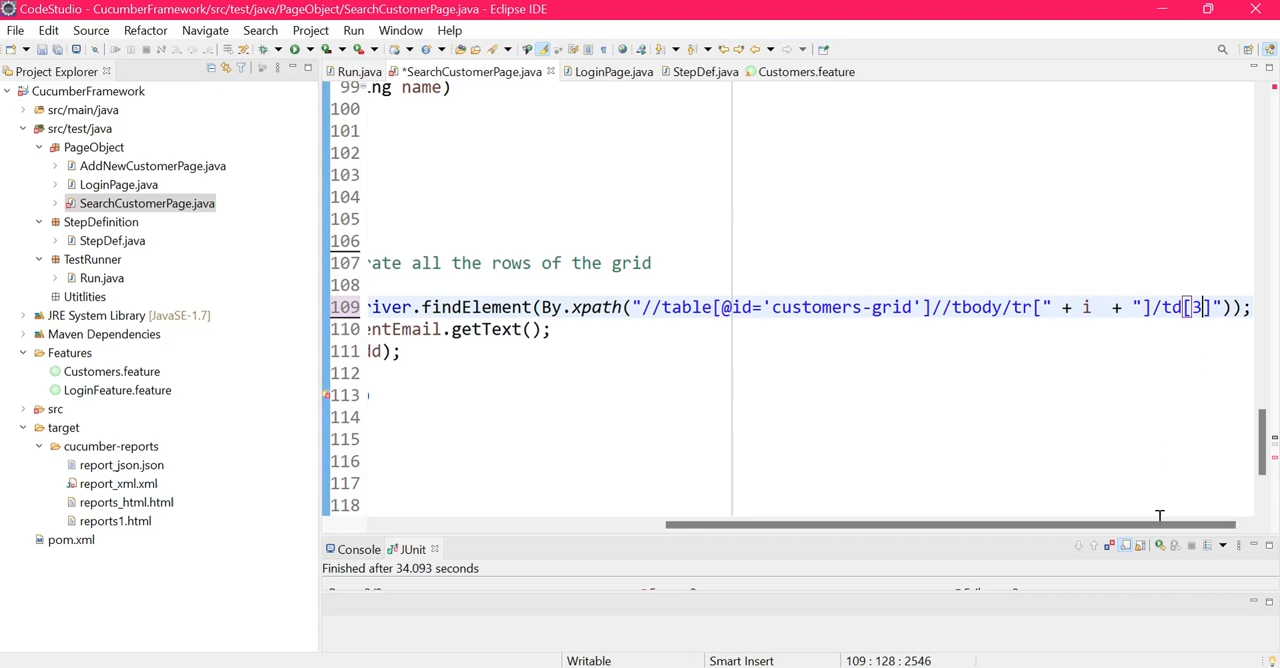 CodeStudio - CucumberFramework/src/test/java/PageObject/SearchCustomerPage.java - Eclipse IDE
File Edit Source Refactor Navigate Search Project Run Window Help
Project Explorer
CucumberFramework
src/main/java
src/test/java
PageObject
AddNewCustomerPage.java
LoginPage.java
SearchCustomerPage.java
StepDefinition
StepDef.java
TestRunner
Run.java
Utitlities
JRE System Library [JavaSE-1.7]
Maven Dependencies
Features
Customers.feature
LoginFeature.feature
src
target
cucumber-reports
report_json.json
report_xml.xml
reports_html.html
reports1.html
pom.xml
Run.java *SearchCustomerPage.java LoginPage.java StepDef.java Customers.feature
99 ing name)
100
101
102
103
104
105
106
107 rate all the rows of the grid
108
109 river.findElement(By.xpath("//table[@id='customers-grid']//tbody/tr[" + i + "]/td[3]"));
110 entEmail.getText();
111 Id);
112
113
114
115
116
117
118
Console JUnit
Finished after 34.093 seconds
Writable Smart Insert 109 : 128 : 2546